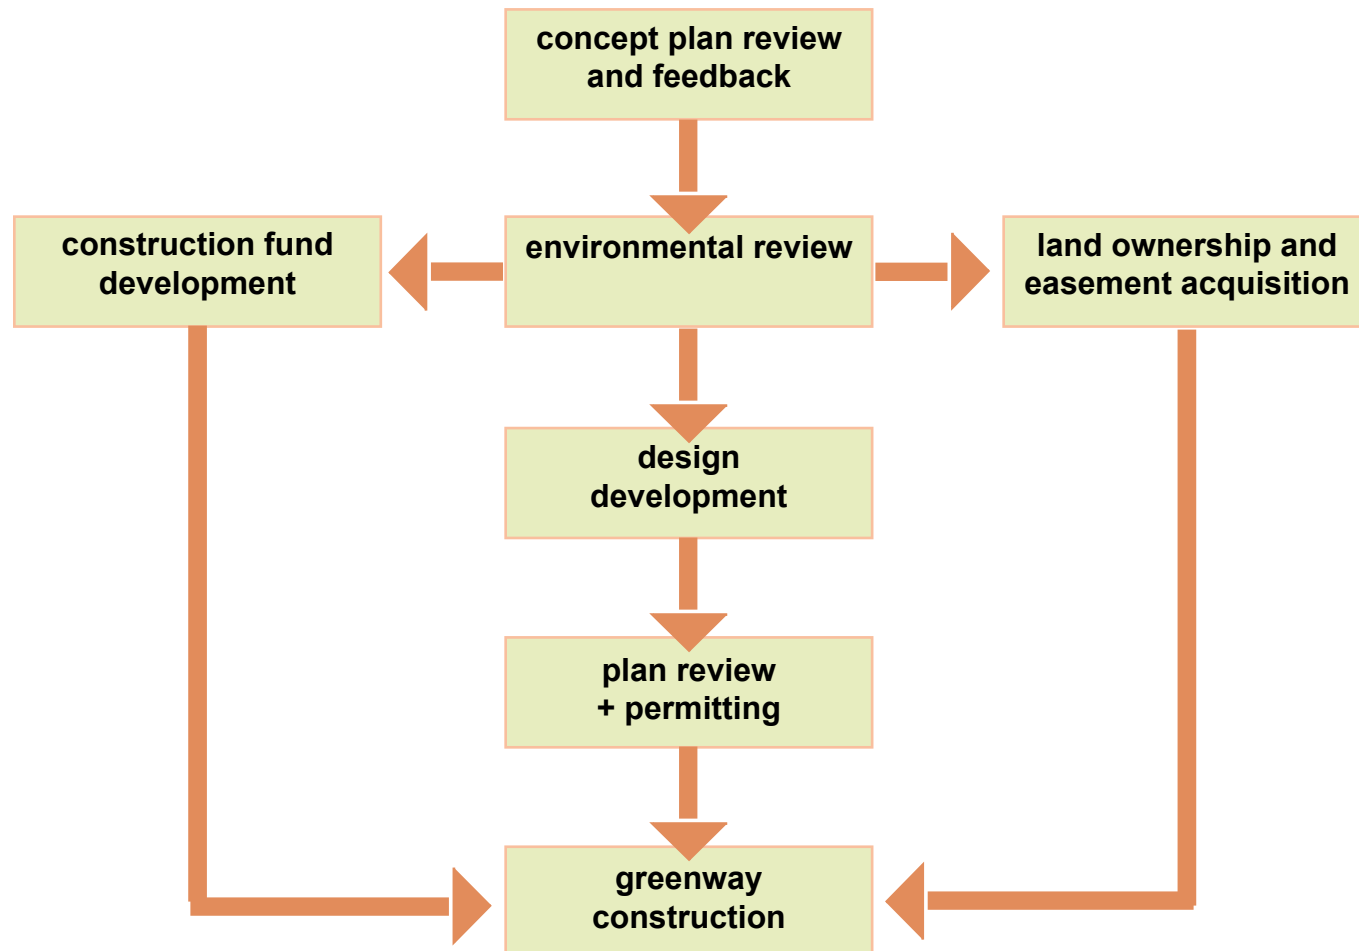 concept plan review
and feedback
construction fund
development
environmental review
land ownership and
easement acquisition
design
development
plan review
+ permitting
greenway
construction